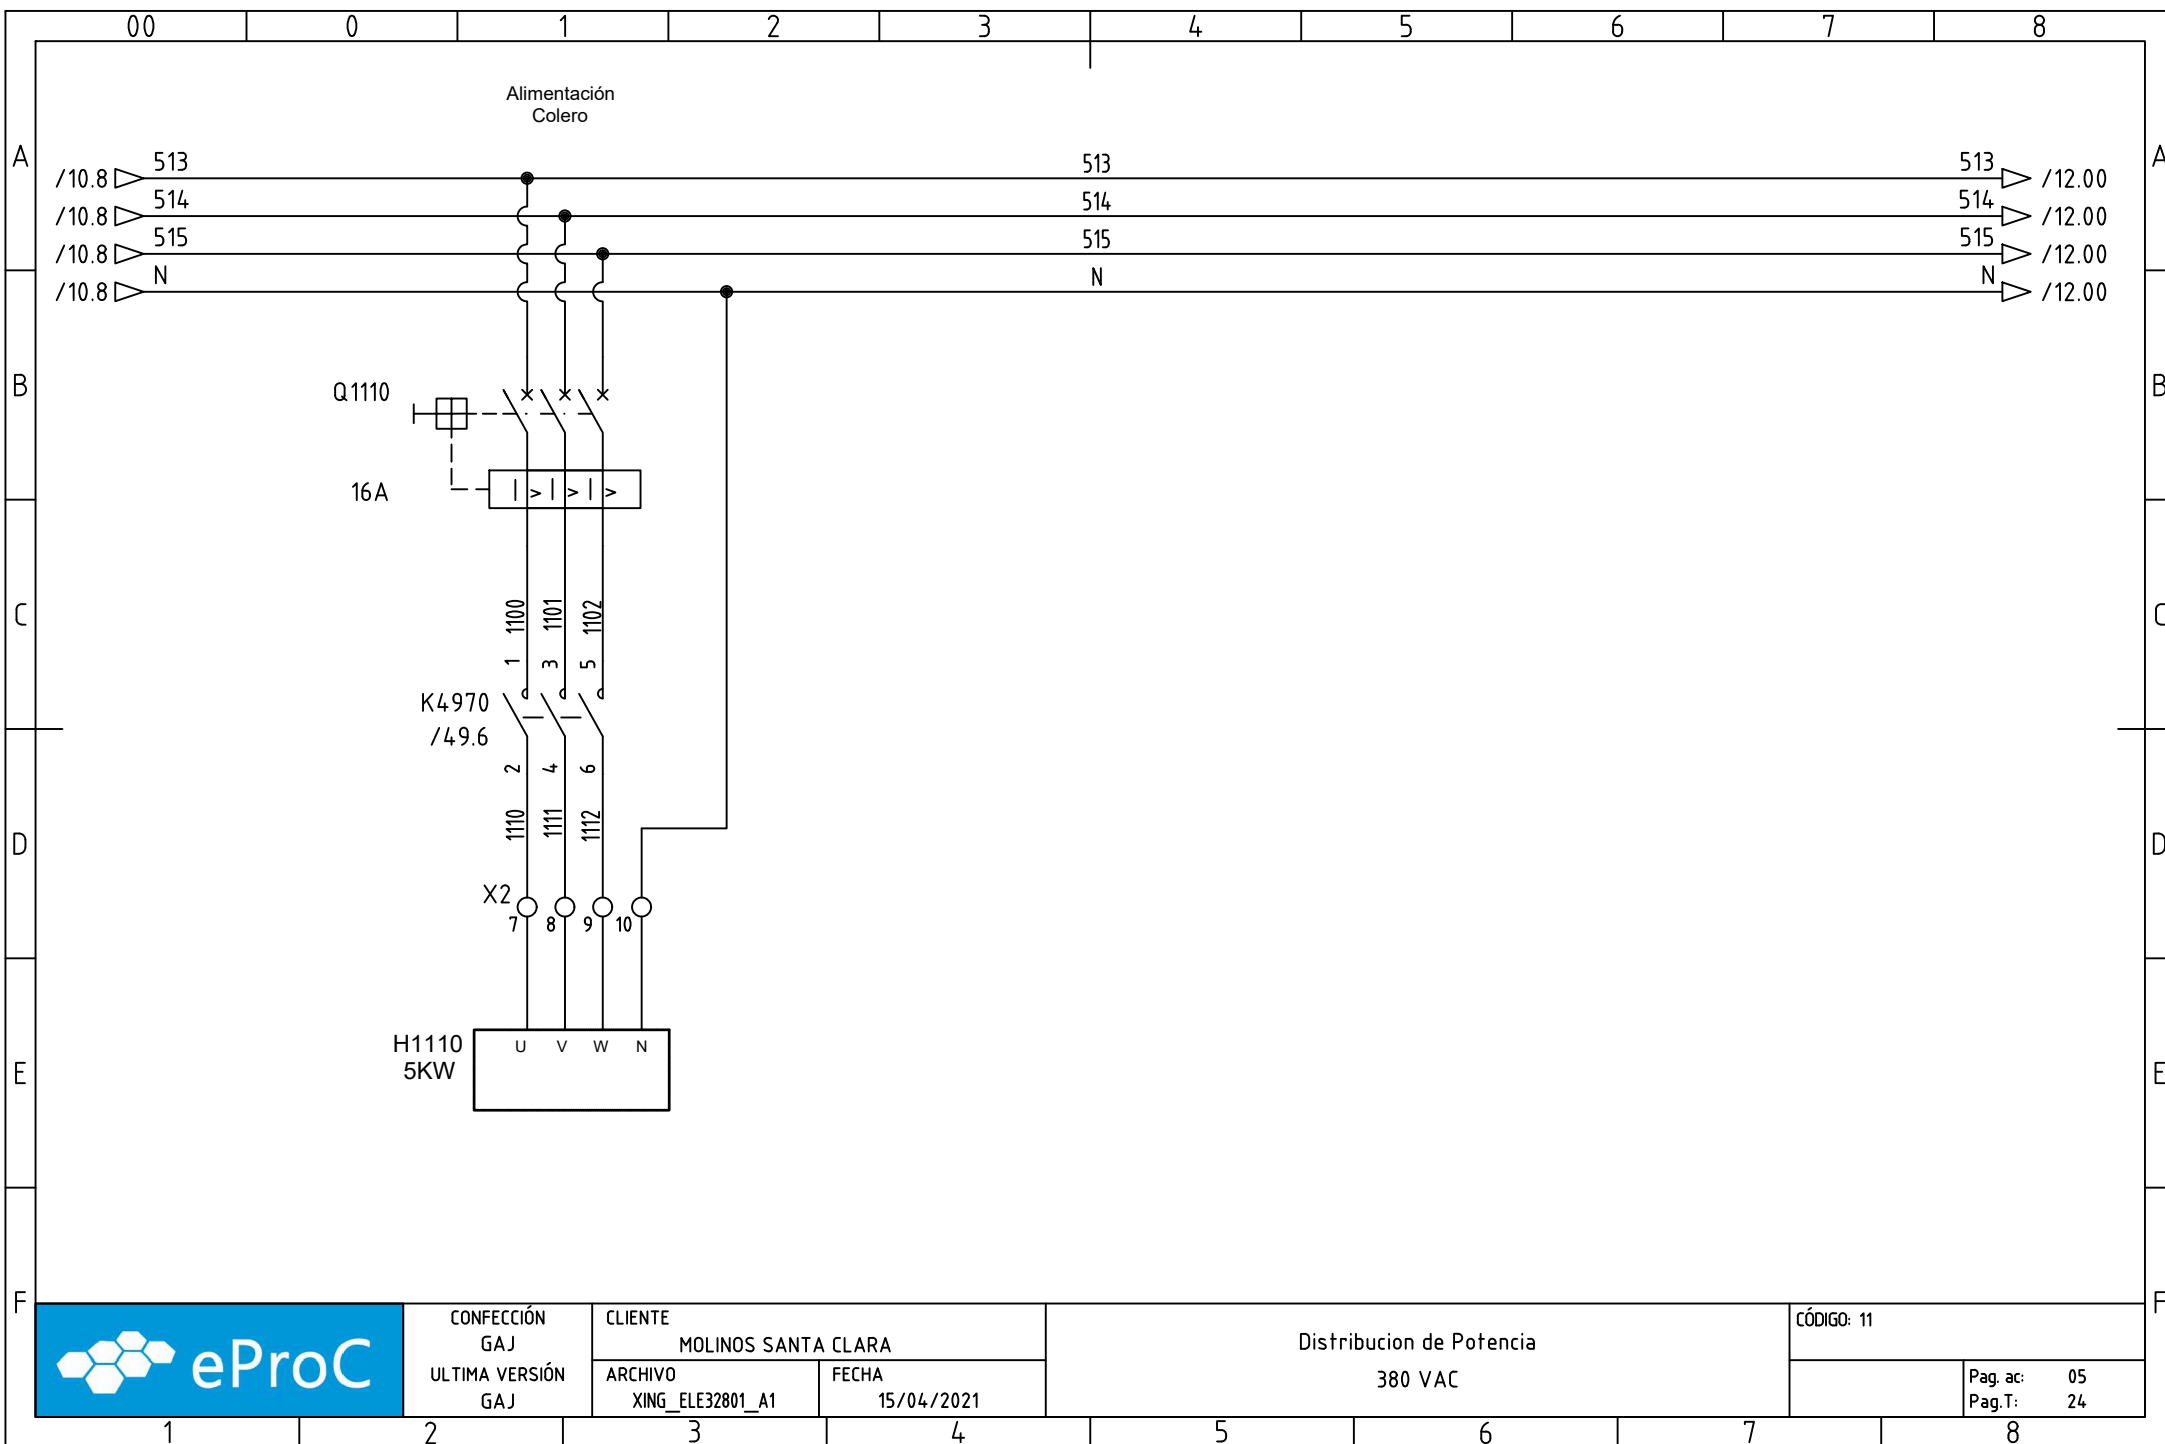 00 0 1 2 3 4 5 6 7 8
Alimentación
Colero
A A
513 513 513
/10.8 /12.00
514 514 514
/10.8 /12.00
515 515 515
/10.8 /12.00
N N N
/10.8 /12.00
B B
Q1110
16A
I> I> I>
C C
1100 1101 1102
1 3 5
K4970
/49.6
2 4 6
1110 1111 1112
D D
X2
7 8 9 10
H1110
5KW
U V W N
E E
F F
eProC
CONFECCIÓN
GAJ
ULTIMA VERSIÓN
GAJ
CLIENTE
MOLINOS SANTA CLARA
ARCHIVO
XING_ELE32801_A1
FECHA
15/04/2021
Distribucion de Potencia
380 VAC
CÓDIGO: 11
Pag. ac: 05
Pag.T: 24
1 2 3 4 5 6 7 8